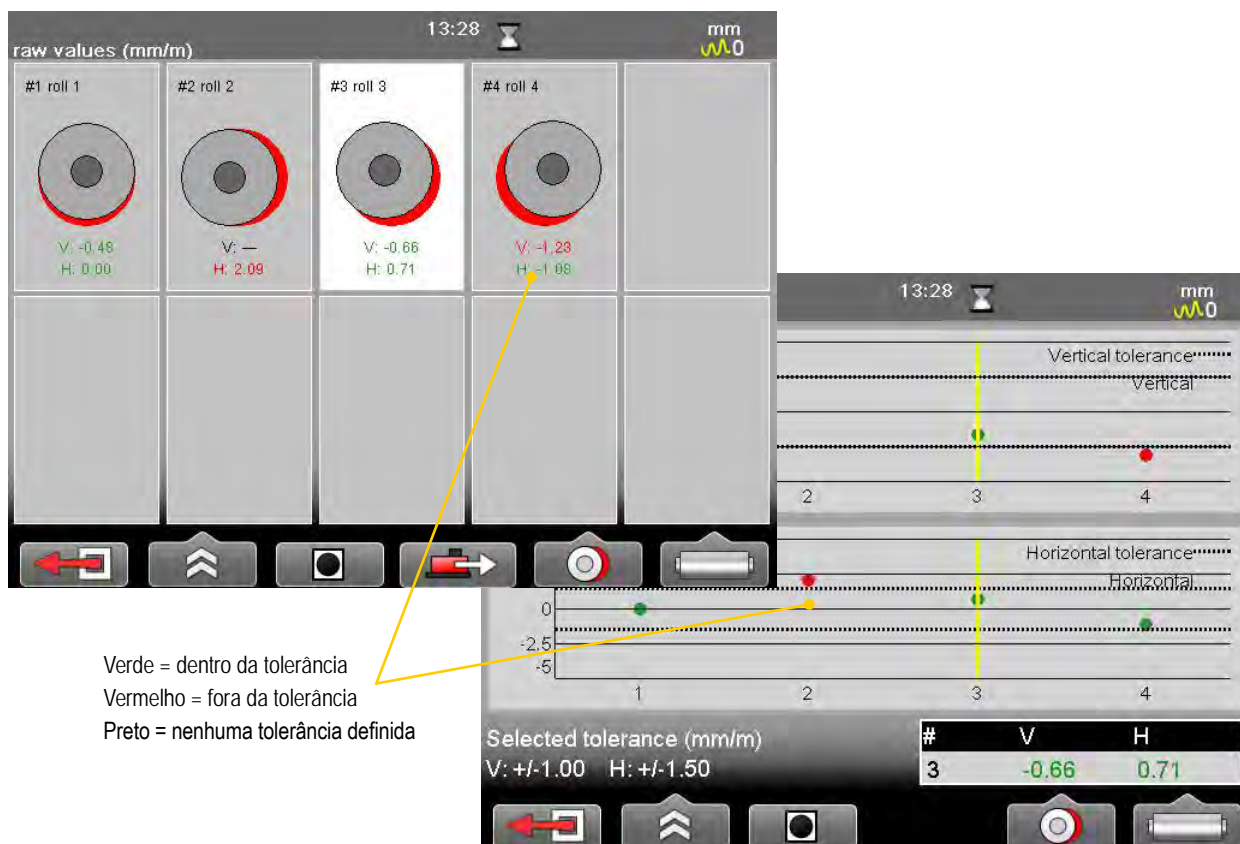 13:28
mm
0
raw values (mm/m)
#1 roll 1
#2 roll 2
#3 roll 3
#4 roll 4
V: -0.48
H: 0.00
V: —
H: 2.09
V: -0.66
H: 0.71
V: -1.23
H: -1.08
13:28
mm
0
Vertical tolerance
Vertical
2
3
4
Horizontal tolerance
Horizontal
0
-2.5
-5
1
2
3
4
Verde = dentro da tolerância
Vermelho = fora da tolerância
Preto = nenhuma tolerância definida
Selected tolerance (mm/m)
V: +/-1.00 H: +/-1.50
# V H
3 -0.66 0.71